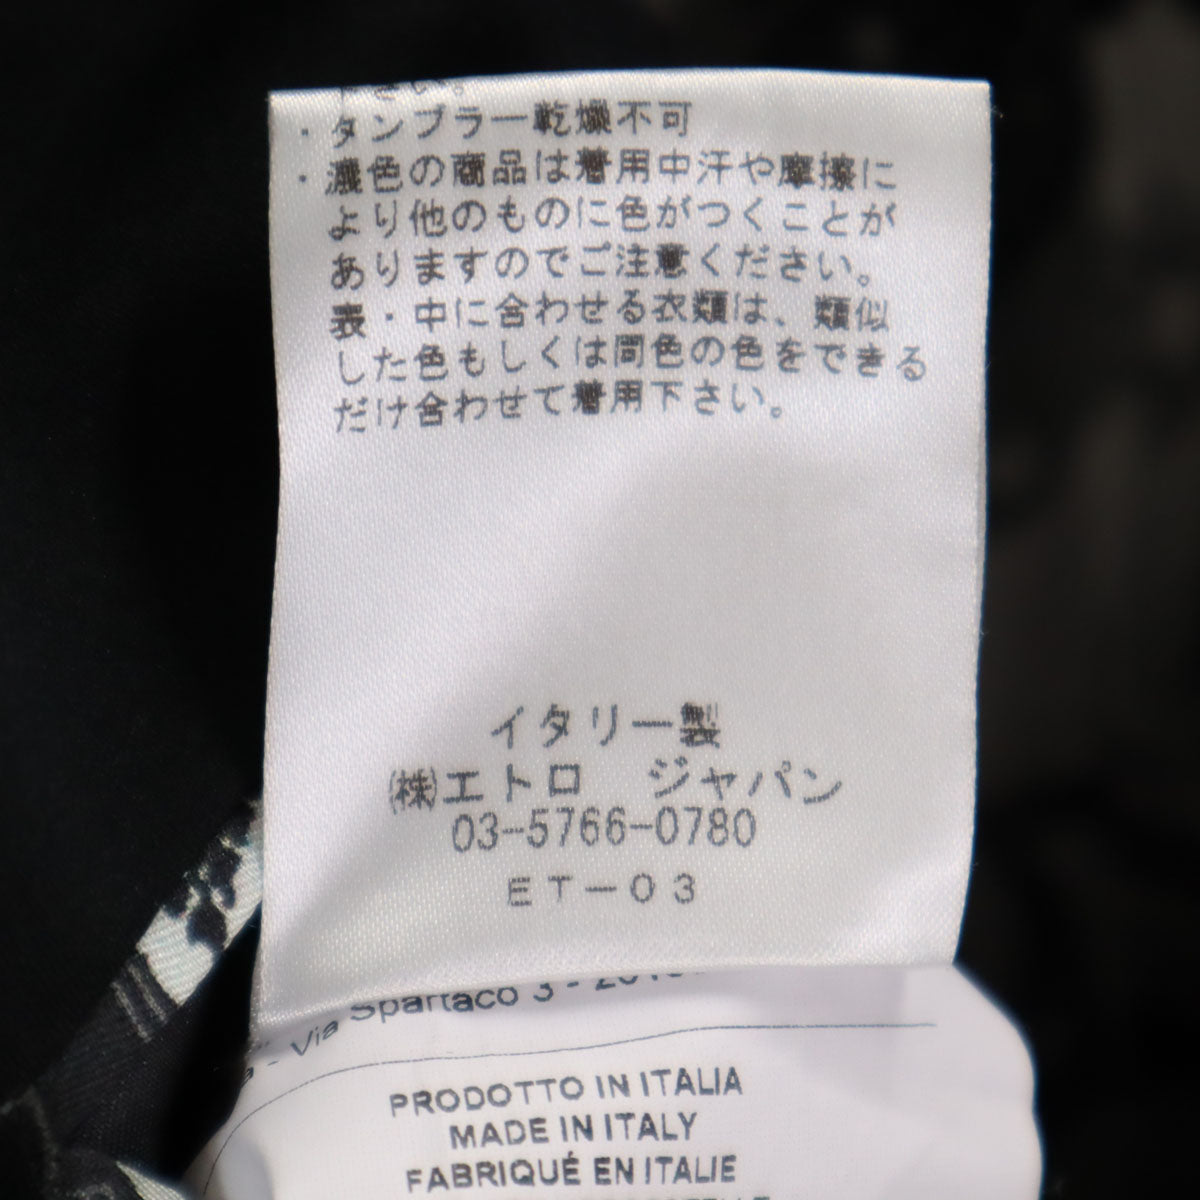 さい。
・タンブラー乾燥不可
・濃色の商品は着用中汗や摩擦に
より他のものに色がつくことが
ありますのでご注意ください。
表・中に合わせる衣類は、類似
した色もしくは同色の色をできる
だけ合わせて着用下さい。
イタリー製
㈱エトロ　ジャパン
03-5766-0780
ET-03
- Via Spartaco 3 -
PRODOTTO IN ITALIA
MADE IN ITALY
FABRIQUÉ EN ITALIE